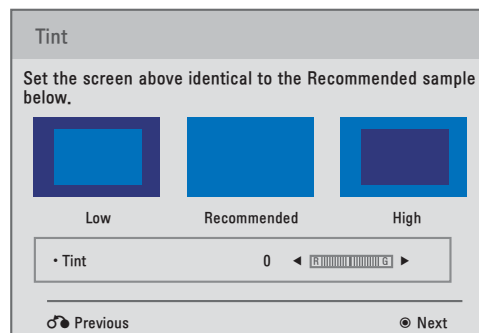 Tint
Set the screen above identical to the Recommended sample
below.
Low Recommended High
• Tint 0 ◀ R G ▶
Previous ◉ Next